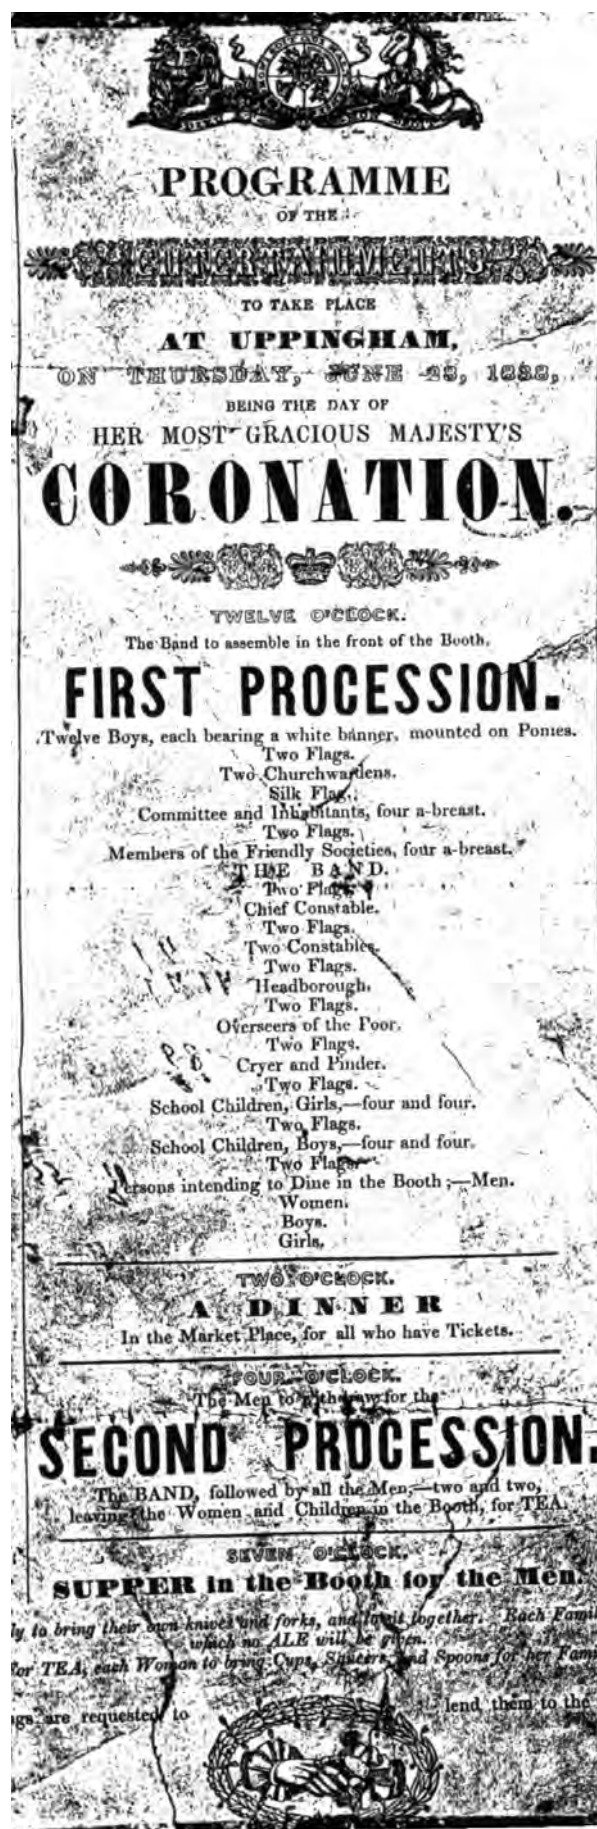 PROGRAMME
OF THE
ENTERTAINMENTS
TO TAKE PLACE
AT UPPINGHAM,
ON THURSDAY, JUNE 28, 1838,
BEING THE DAY OF
HER MOST GRACIOUS MAJESTY'S
CORONATION.
TWELVE O'CLOCK.
The Band to assemble in the front of the Booth.
FIRST PROCESSION.
Twelve Boys, each bearing a white banner, mounted on Ponies.
Two Flags.
Two Churchwardens.
Silk Flag.
Committee and Inhabitants, four a-breast.
Two Flags.
Members of the Friendly Societies, four a-breast.
THE BAND.
Two Flags.
Chief Constable.
Two Flags.
Two Constables.
Two Flags.
Headborough.
Two Flags.
Overseers of the Poor.
Two Flags.
Cryer and Pinder.
Two Flags.
School Children, Girls,—four and four.
Two Flags.
School Children, Boys,—four and four.
Two Flags
Persons intending to Dine in the Booth;—Men.
Women.
Boys.
Girls.
TWO O'CLOCK.
A DINNER
In the Market Place, for all who have Tickets.
FOUR O'CLOCK.
The Men to withdraw for the
SECOND PROCESSION.
The BAND, followed by all the Men,—two and two,
leaving the Women and Children in the Booth, for TEA.
SEVEN O'CLOCK.
SUPPER in the Booth for the Men.
ly to bring their own knives and forks, and to sit together. Each Famil
which no ALE will be given.
for TEA, each Woman to bring Cups, Saucers, and Spoons for her Fami
gs are requested to lend them to the